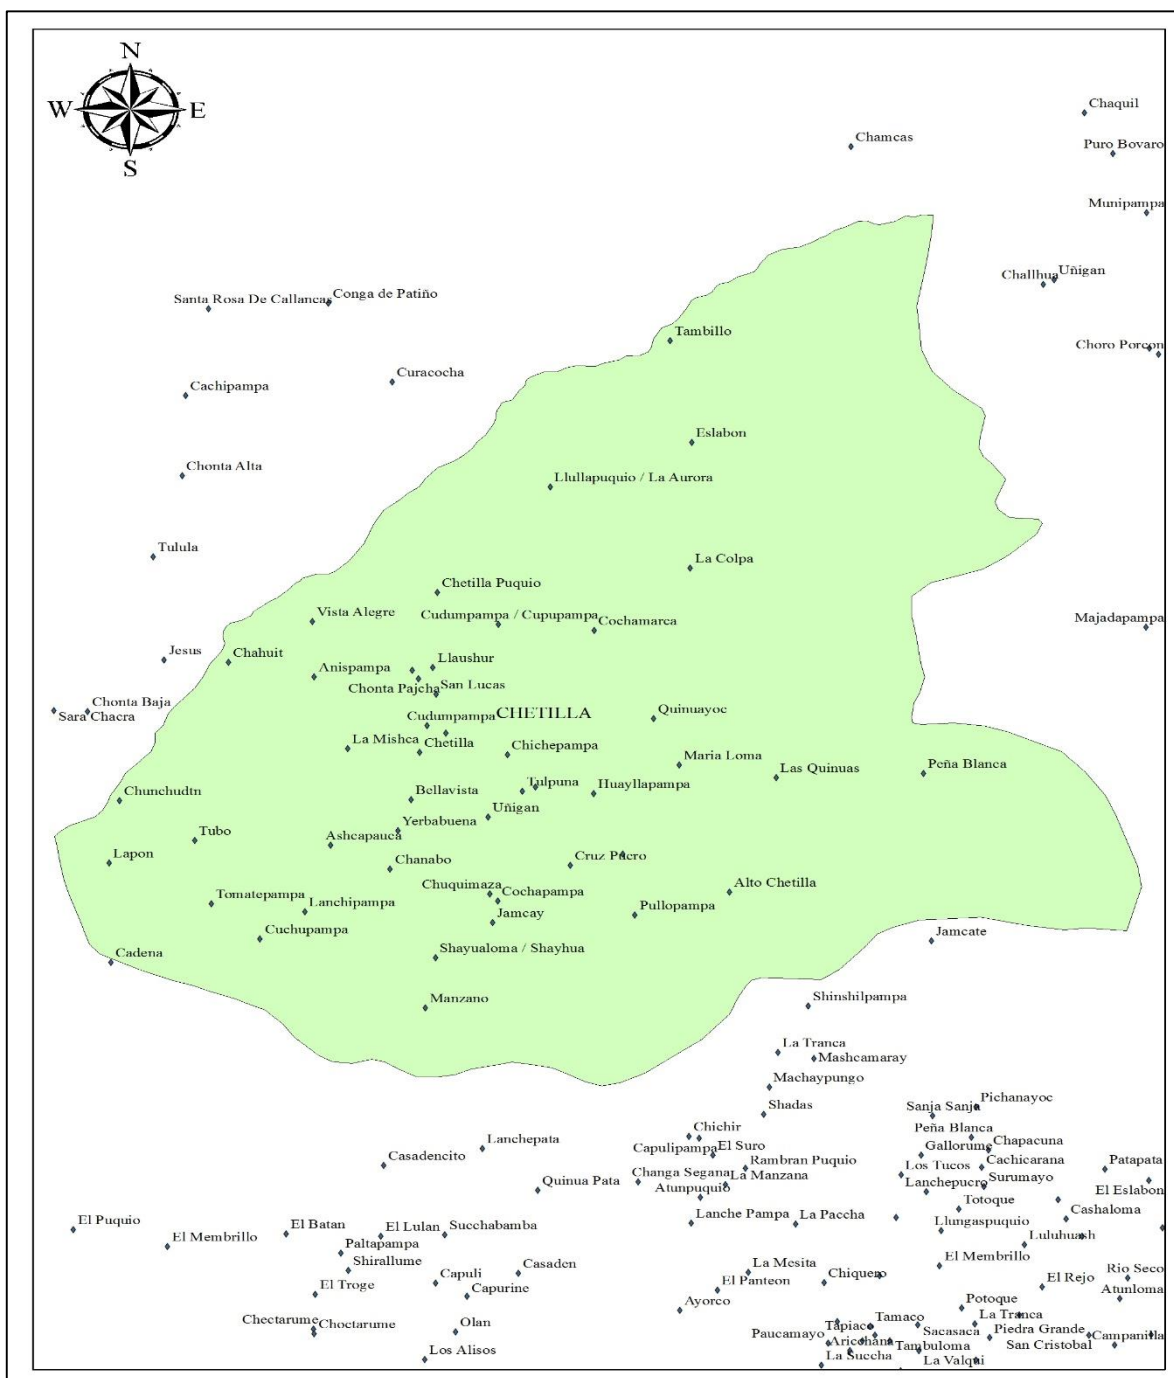 N
W E
S
Chaquil
Chamcas
Puro Bovaro
Munipampa
Challhua
Uñigan
Santa Rosa De Callancas
Conga de Patiño
Tambillo
Choro Porcon
Cachipampa
Curacocha
Eslabon
Chonta Alta
Llullapuquio / La Aurora
Tulula
La Colpa
Chetilla Puquio
Vista Alegre
Cudumpampa / Cupupampa
Cochamarca
Majadapampa
Jesus
Chahuit
Anispampa
Llaushur
Chonta Pajcha
San Lucas
Chonta Baja
Sara Chacra
Cudumpampa
CHETILLA
Quinuayoc
La Mishca
Chetilla
Chichepampa
Maria Loma
Las Quinuas
Peña Blanca
Chunchudtn
Bellavista
Tulpuna
Huayllapampa
Uñigan
Yerbabuena
Tubo
Ashcapauca
Lapon
Chanabo
Cruz Pucro
Chuquimaza
Cochapampa
Alto Chetilla
Tomatepampa
Lanchipampa
Jamcay
Pullopampa
Cuchupampa
Jamcate
Cadena
Shayualoma / Shayhua
Manzano
Shinshilpampa
La Tranca
Mashcamaray
Machaypungo
Shadas
Sanja Sanja
Pichanayoc
Chichir
Peña Blanca
Chapacuna
Lanchepata
Capulipampa
El Suro
Gallorume
Casadencito
Rambran Puquio
Los Tucos
Cachicarana
Patapata
Quinua Pata
Changa Segana
La Manzana
Lanchepucro
Surumayo
El Eslabon
Atunpuquio
Totoque
El Puquio
El Membrillo
El Batan
El Lulan
Succhabamba
Lanche Pampa
La Paccha
Llungaspuquio
Cashaloma
Paltapampa
Luluhuash
Shirallume
Casaden
La Mesita
Chiquero
El Membrillo
Rio Seco
El Troge
Capuli
Capurine
El Panteon
El Rejo
Atunloma
Ayorco
Potoque
Chectarume
Choctarume
Olan
Tapiaco
Tamaco
Sacasaca
La Tranca
Paucamayo
Aricchana
Piedra Grande
Campanilla
Los Alisos
Tambuloma
San Cristobal
La Succha
La Valqui